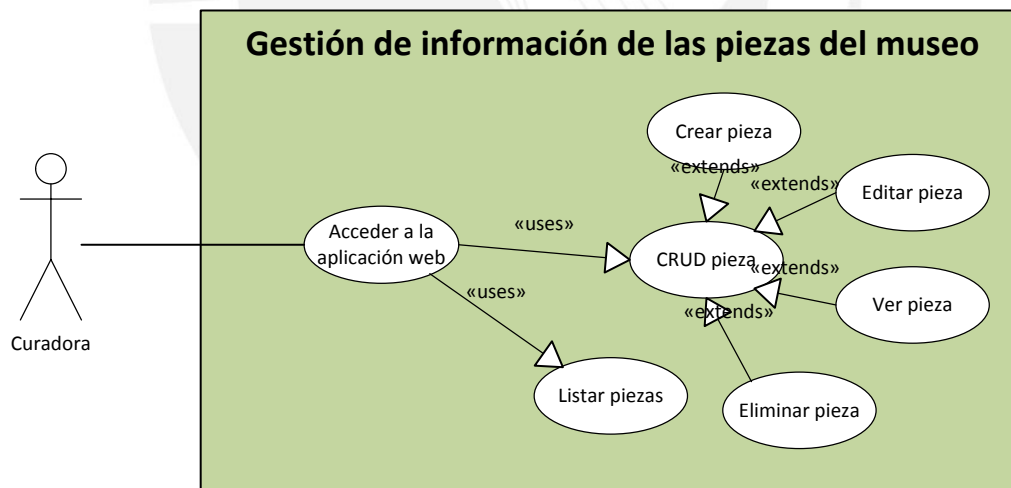 Gestión de información de las piezas del museo
Crear pieza
«extends»
«extends»
Editar pieza
Acceder a la
aplicación web
«uses»
CRUD pieza
«extends»
«uses»
«extends»
Ver pieza
Curadora
Listar piezas
Eliminar pieza